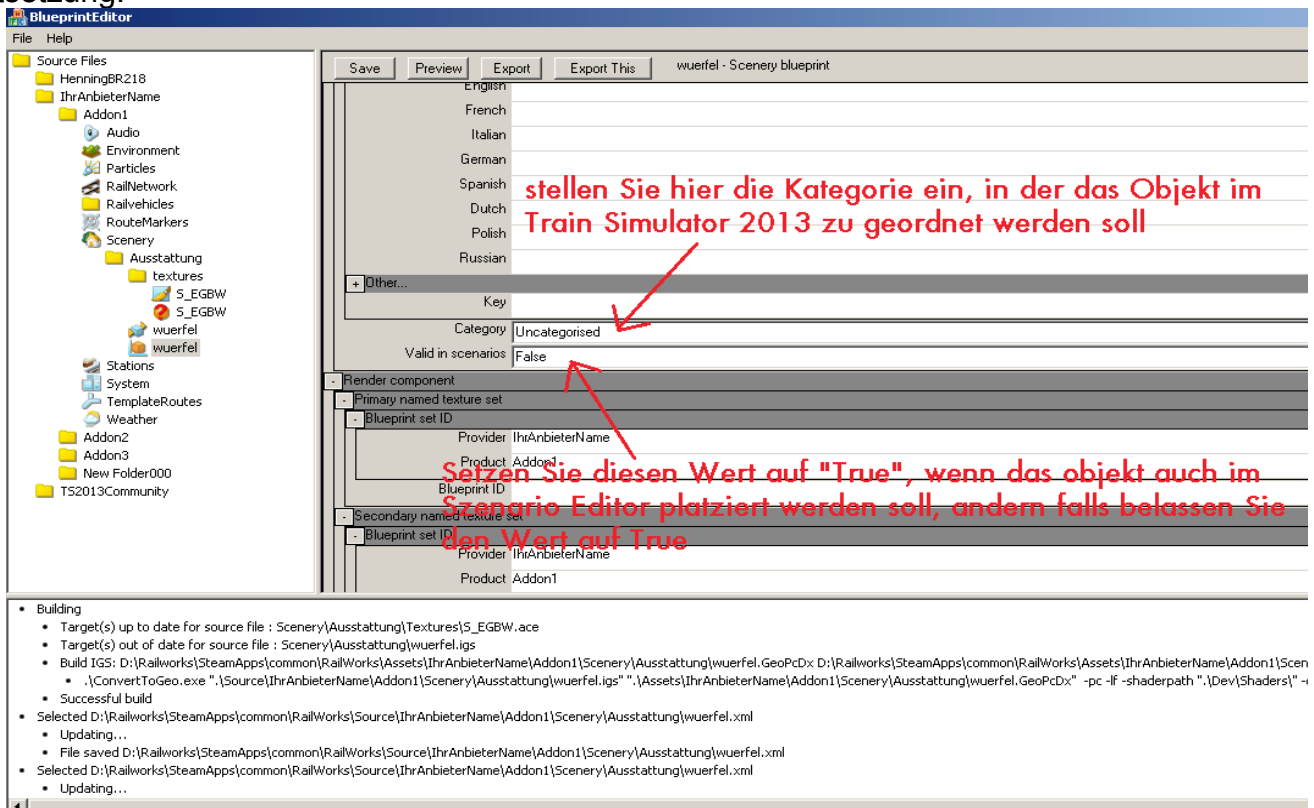 BlueprintEditor
File Help
Source Files
HenningBR218
IhrAnbieterName
Addon1
Audio
Environment
Particles
RailNetwork
Railvehicles
RouteMarkers
Scenery
Ausstattung
textures
S_EGBW
S_EGBW
wuerfel
wuerfel
Stations
System
TemplateRoutes
Weather
Addon2
Addon3
New Folder000
TS2013Community
Save Preview Export Export This wuerfel - Scenery blueprint
English
French
Italian
German
Spanish
Dutch
Polish
Russian
stellen Sie hier die Kategorie ein, in der das Objekt im
Train Simulator 2013 zu geordnet werden soll
+ Other...
Key
Category Uncategorised
Valid in scenarios False
- Render component
- Primary named texture set
- Blueprint set ID
Provider IhrAnbieterName
Product Addon1
Blueprint ID
Setzen Sie diesen Wert auf "True", wenn das objekt auch im
Szenario Editor platziert werden soll, andern falls belassen Sie
den Wert auf True
- Secondary named texture set
- Blueprint set ID
Provider IhrAnbieterName
Product Addon1
• Building
• Target(s) up to date for source file : Scenery\Ausstattung\Textures\S_EGBW.ace
• Target(s) out of date for source file : Scenery\Ausstattung\wuerfel.igs
• Build IGS: D:\Railworks\SteamApps\common\RailWorks\Assets\IhrAnbieterName\Addon1\Scenery\Ausstattung\wuerfel.GeoPcDx D:\Railworks\SteamApps\common\RailWorks\Assets\IhrAnbieterName\Addon1\Scen
• .\ConvertToGeo.exe ".\Source\IhrAnbieterName\Addon1\Scenery\Ausstattung\wuerfel.igs" ".\Assets\IhrAnbieterName\Addon1\Scenery\Ausstattung\wuerfel.GeoPcDx" -pc -lf -shaderpath ".\Dev\Shaders\"
• Successful build
• Selected D:\Railworks\SteamApps\common\RailWorks\Source\IhrAnbieterName\Addon1\Scenery\Ausstattung\wuerfel.xml
• Updating...
• File saved D:\Railworks\SteamApps\common\RailWorks\Source\IhrAnbieterName\Addon1\Scenery\Ausstattung\wuerfel.xml
• Selected D:\Railworks\SteamApps\common\RailWorks\Source\IhrAnbieterName\Addon1\Scenery\Ausstattung\wuerfel.xml
• Updating...